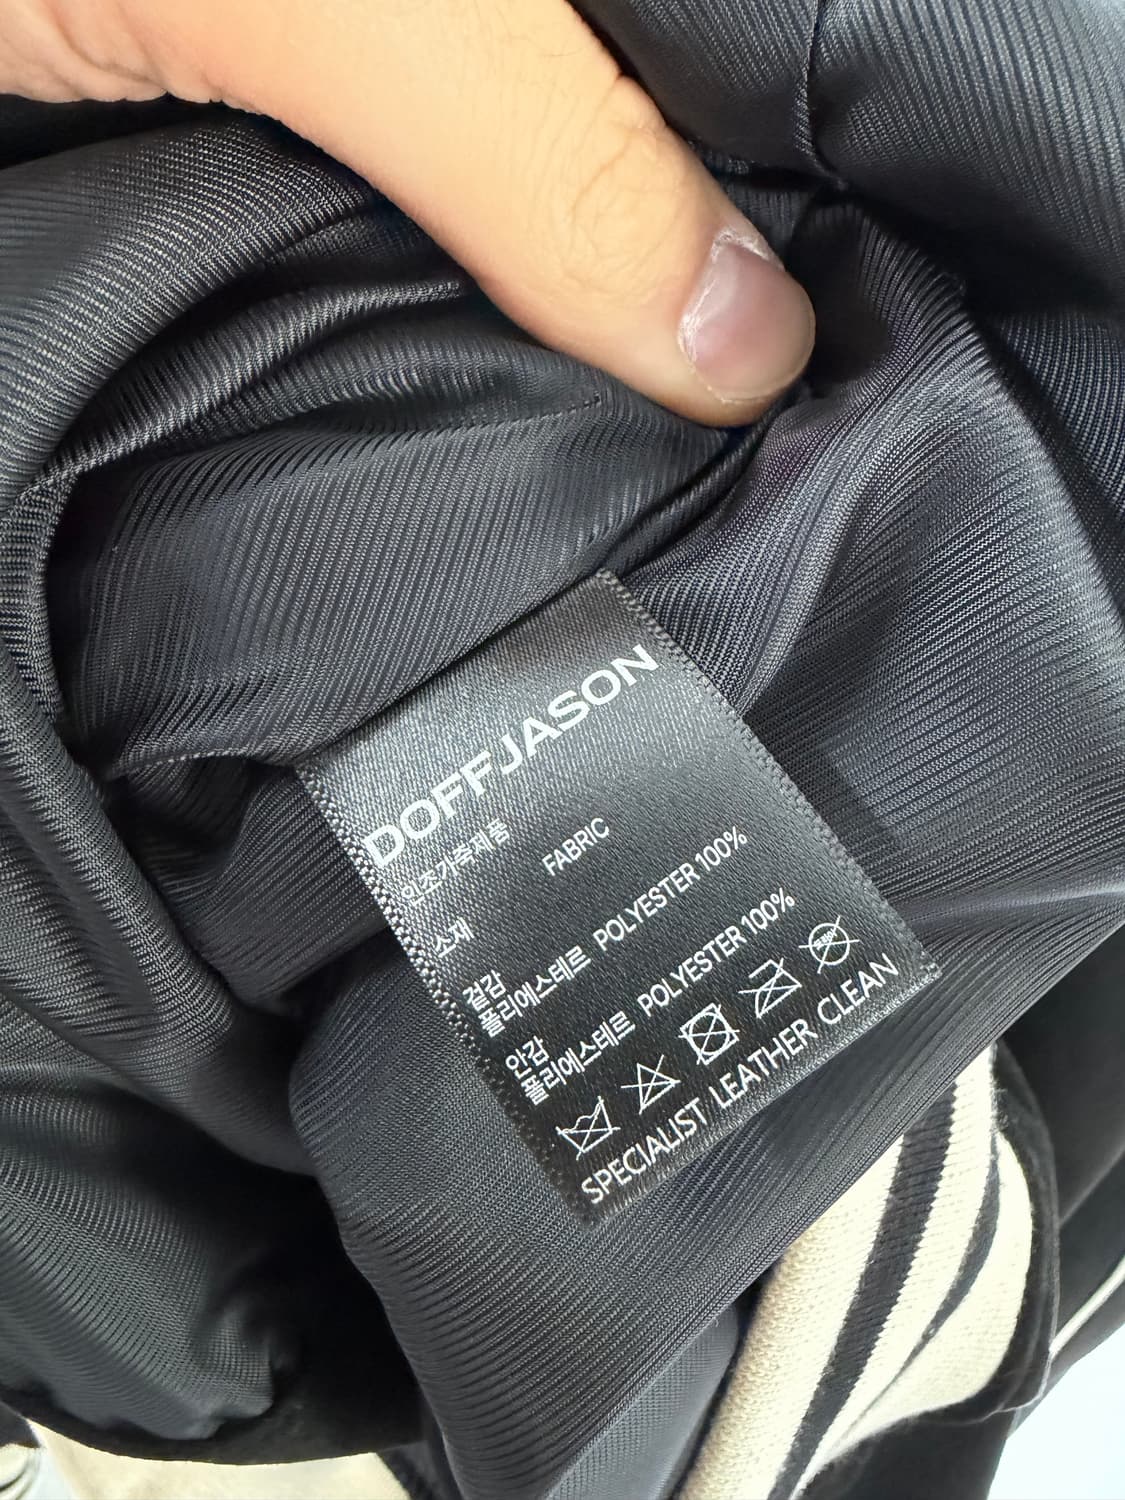 DOFFJASON
인조가죽제품
소재 FABRIC
겉감
폴리에스테르 POLYESTER 100%
안감
폴리에스테르 POLYESTER 100%
SPECIALIST LEATHER CLEAN